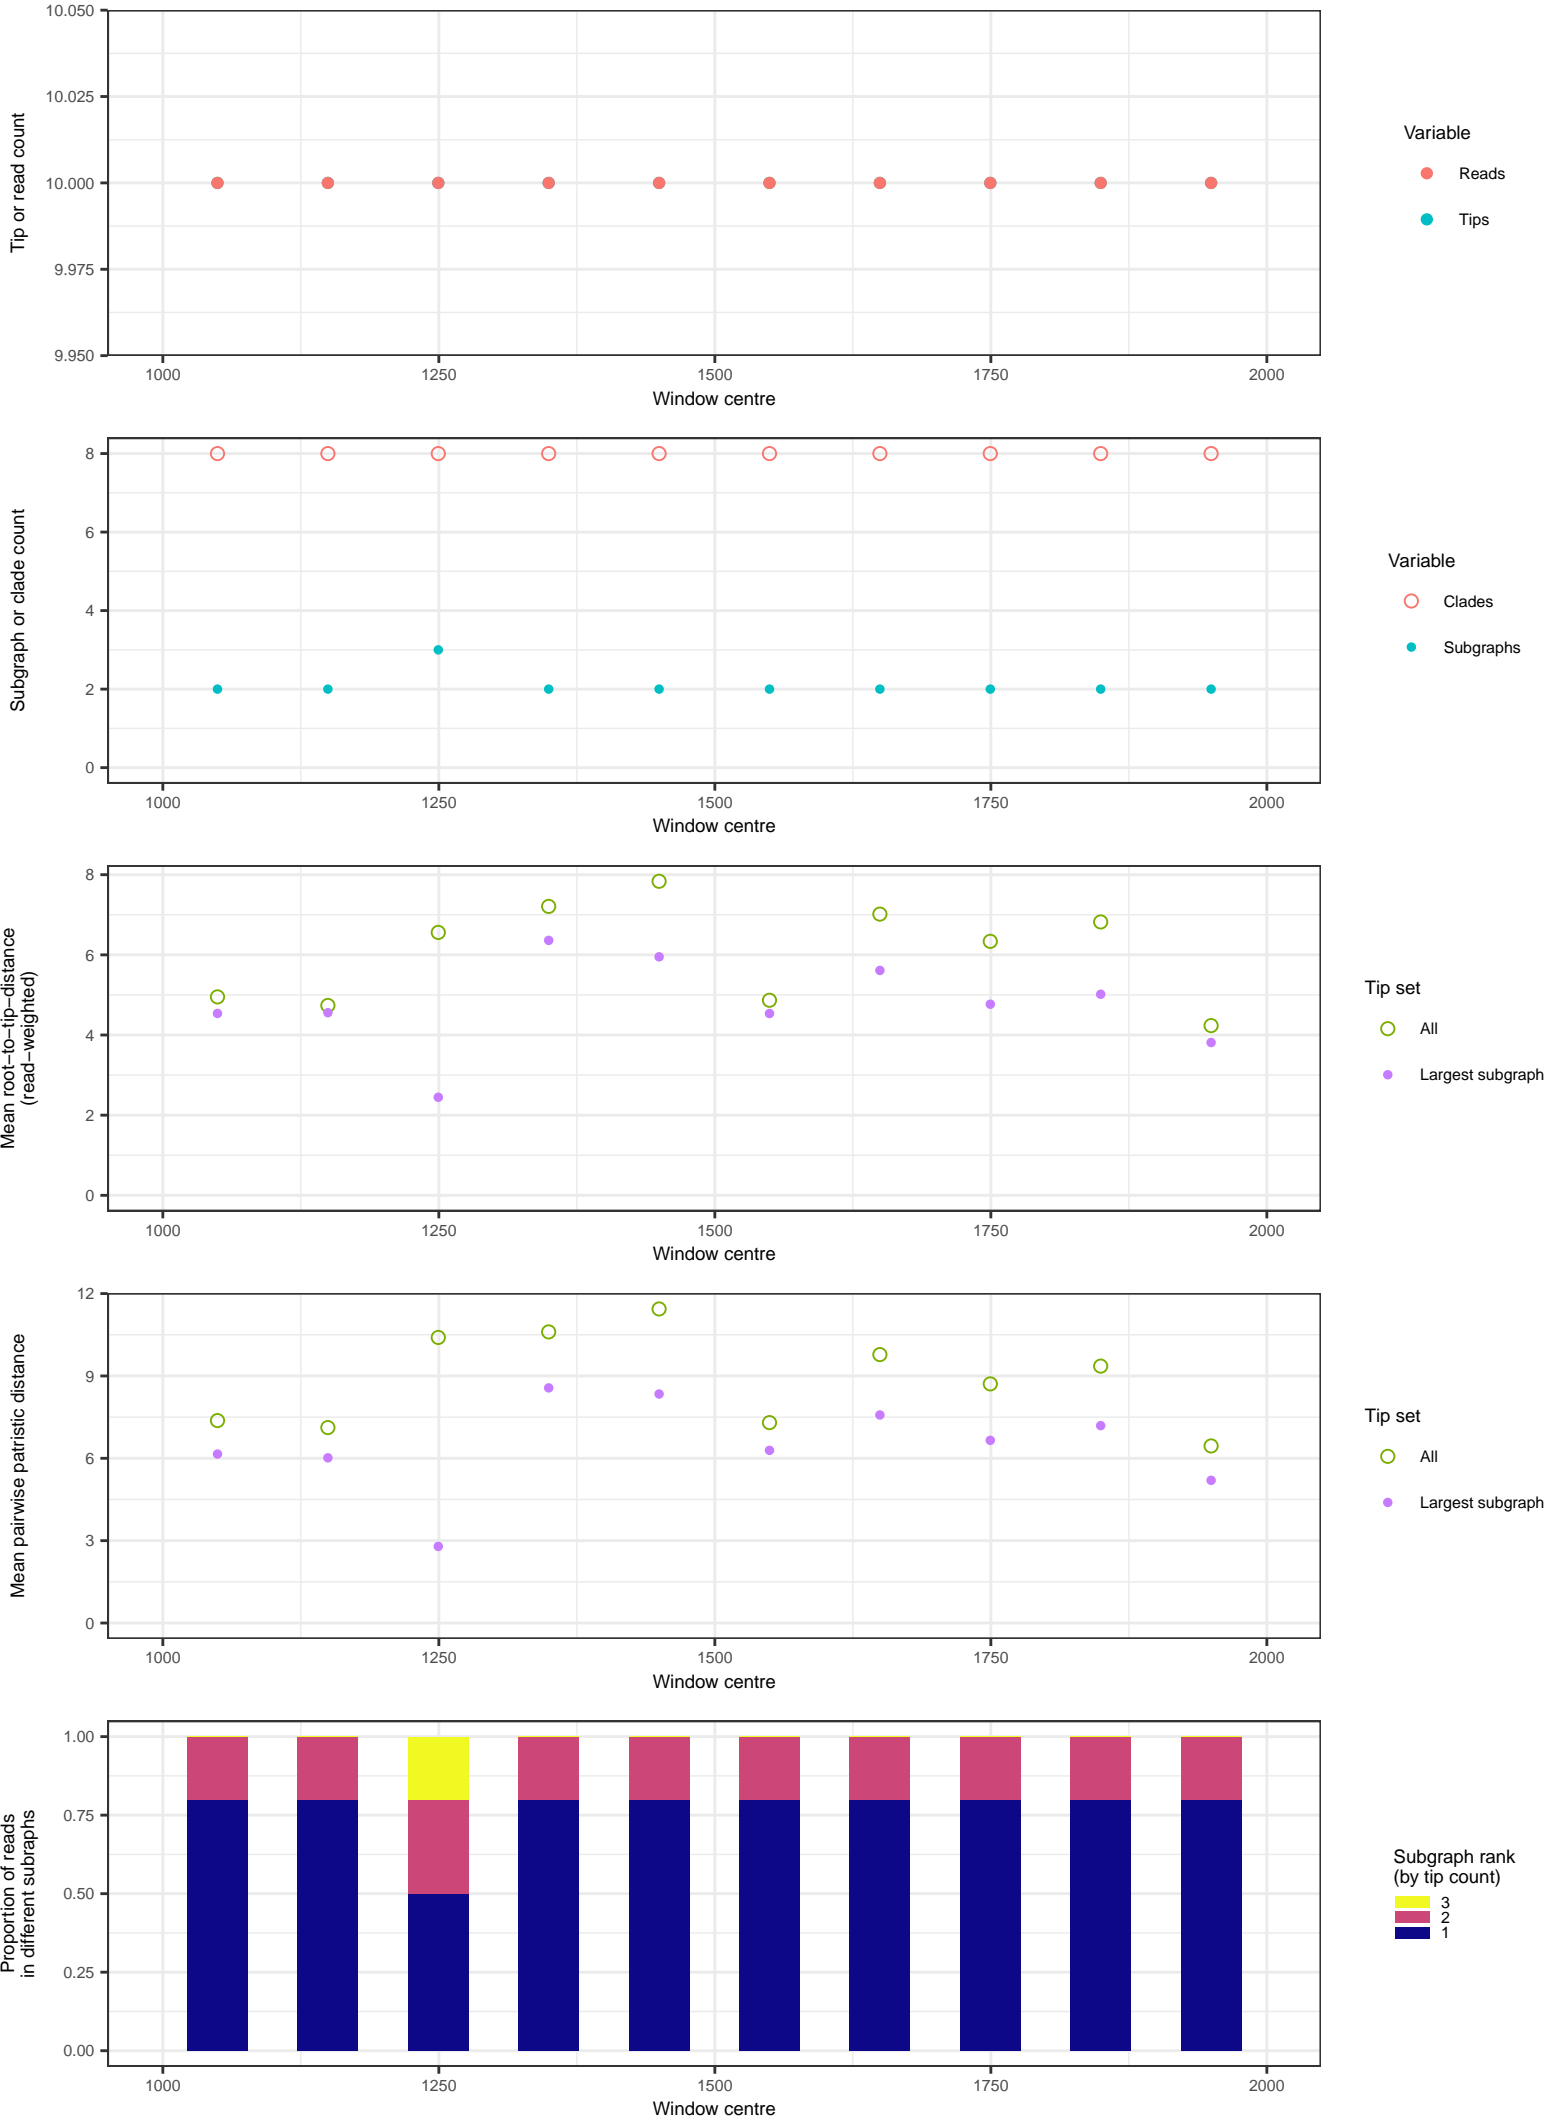 10.050
10.025
10.000
9.975
9.950
Tip or read count
1000 1250 1500 1750 2000
Window centre
Variable
Reads
Tips
8
6
4
2
0
Subgraph or clade count
1000 1250 1500 1750 2000
Window centre
Variable
Clades
Subgraphs
8
6
4
2
0
Mean root−to−tip−distance
(read−weighted)
1000 1250 1500 1750 2000
Window centre
Tip set
All
Largest subgraph
12
9
6
3
0
Mean pairwise patristic distance
1000 1250 1500 1750 2000
Window centre
Tip set
All
Largest subgraph
1.00
0.75
0.50
0.25
0.00
Proportion of reads
in different subraphs
1000 1250 1500 1750 2000
Window centre
Subgraph rank
(by tip count)
3
2
1